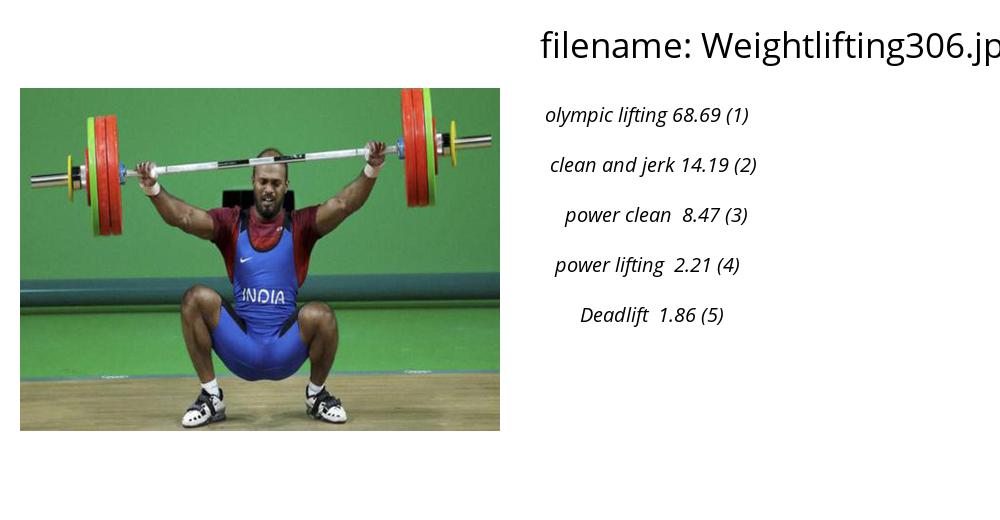 filename: Weightlifting306.jp
olympic lifting 68.69 (1)
clean and jerk 14.19 (2)
power clean 8.47 (3)
power lifting 2.21 (4)
Deadlift 1.86 (5)
INDIA